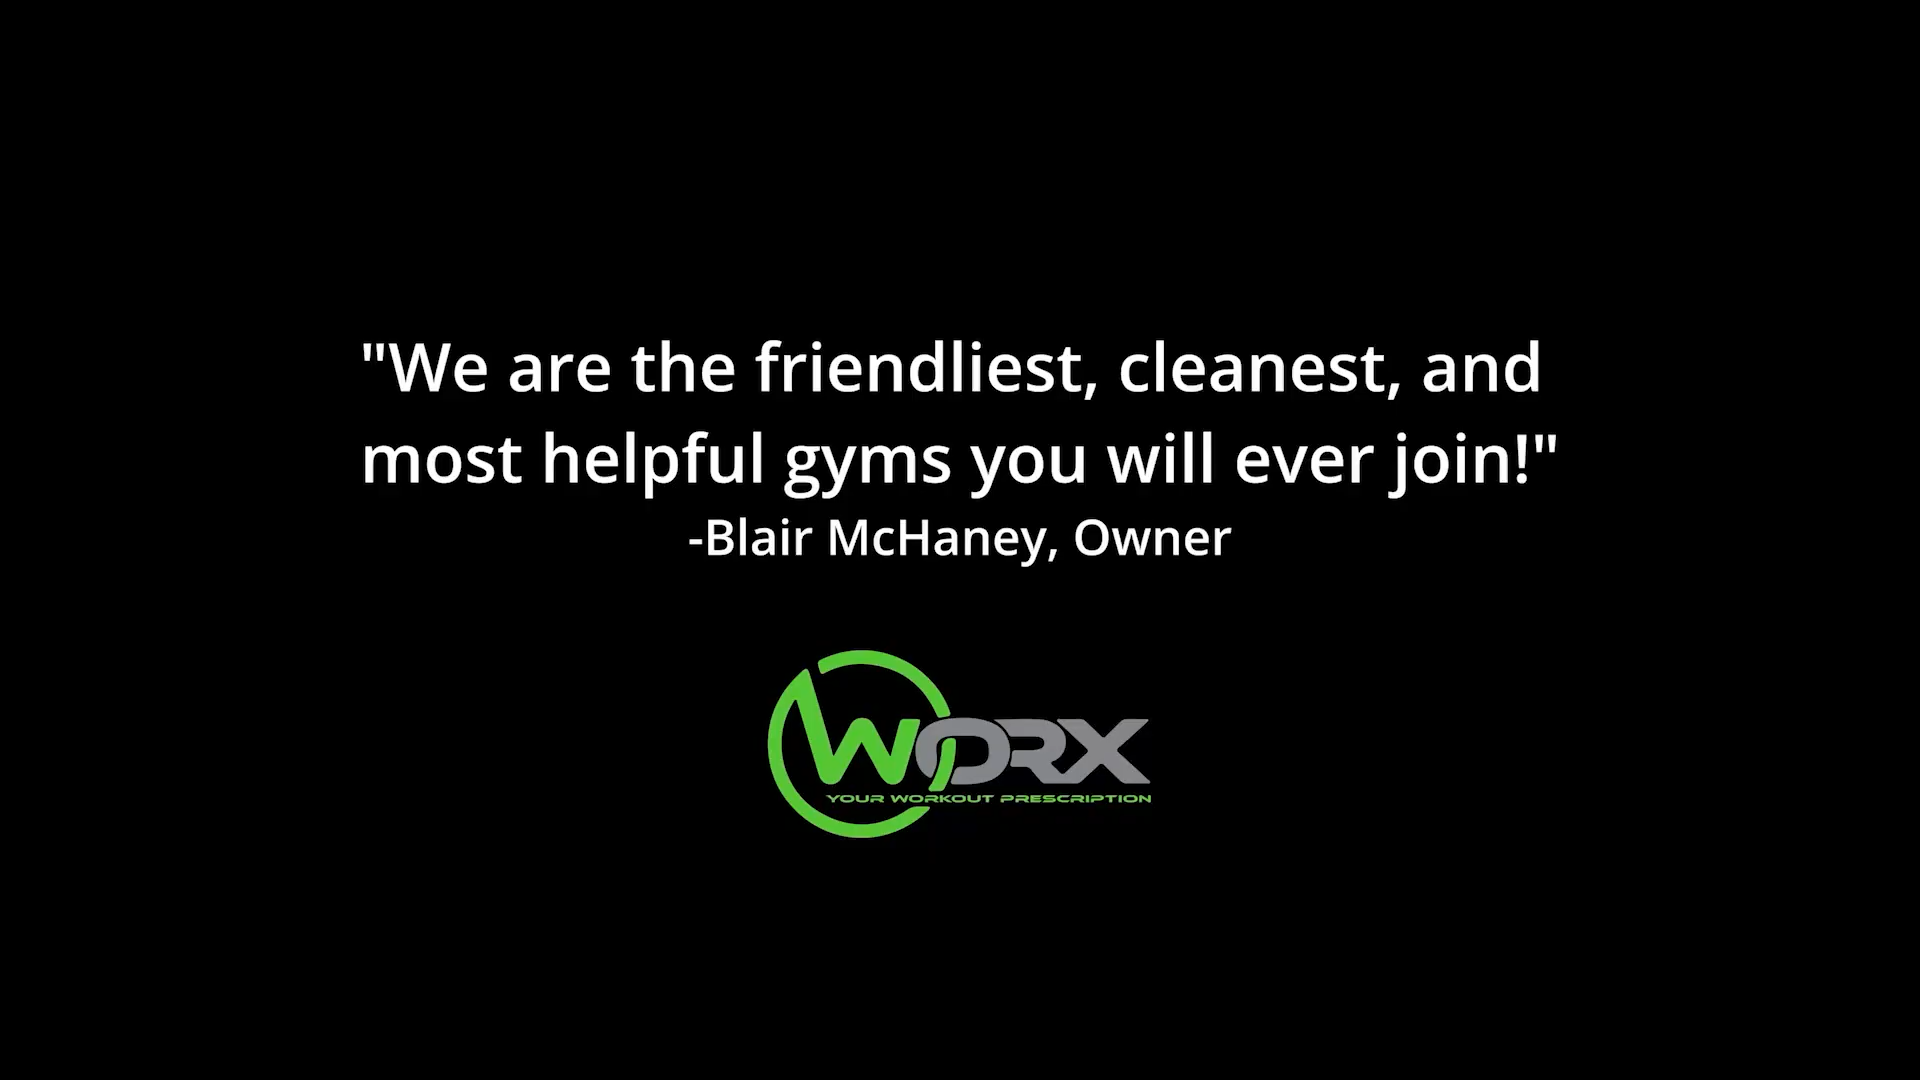 "We are the friendliest, cleanest, and
most helpful gyms you will ever join!"
-Blair McHaney, Owner
WORX
YOUR WORKOUT PRESCRIPTION